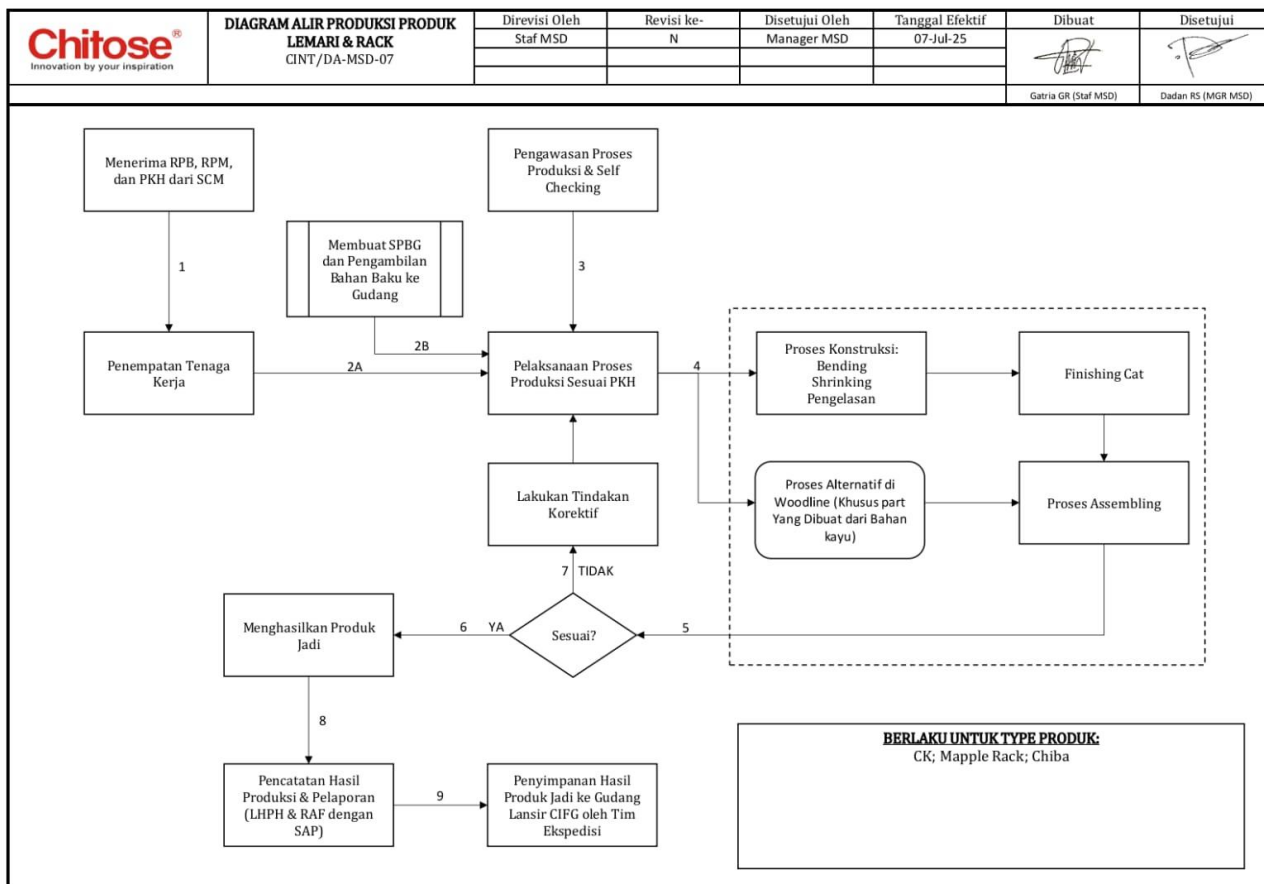 Chitose®
Innovation by your inspiration
DIAGRAM ALIR PRODUKSI PRODUK
LEMARI & RACK
CINT/DA-MSD-07
Direvisi Oleh
Revisi ke-
Disetujui Oleh
Tanggal Efektif
Dibuat
Disetujui
Staf MSD
N
Manager MSD
07-Jul-25
Gatria GR (Staf MSD)
Dadan RS (MGR MSD)
Menerima RPB, RPM,
dan PKH dari SCM
Pengawasan Proses
Produksi & Self
Checking
1
Membuat SPBG
dan Pengambilan
Bahan Baku ke
Gudang
3
Penempatan Tenaga
Kerja
2A
2B
Pelaksanaan Proses
Produksi Sesuai PKH
4
Proses Konstruksi:
Bending
Shrinking
Pengelasan
Finishing Cat
Lakukan Tindakan
Korektif
Proses Alternatif di
Woodline (Khusus part
Yang Dibuat dari Bahan
kayu)
Proses Assembling
7 TIDAK
Menghasilkan Produk
Jadi
6 YA
Sesuai?
5
8
Pencatatan Hasil
Produksi & Pelaporan
(LHPH & RAF dengan
SAP)
9
Penyimpanan Hasil
Produk Jadi ke Gudang
Lansir CIFG oleh Tim
Ekspedisi
BERLAKU UNTUK TYPE PRODUK:
CK; Mapple Rack; Chiba